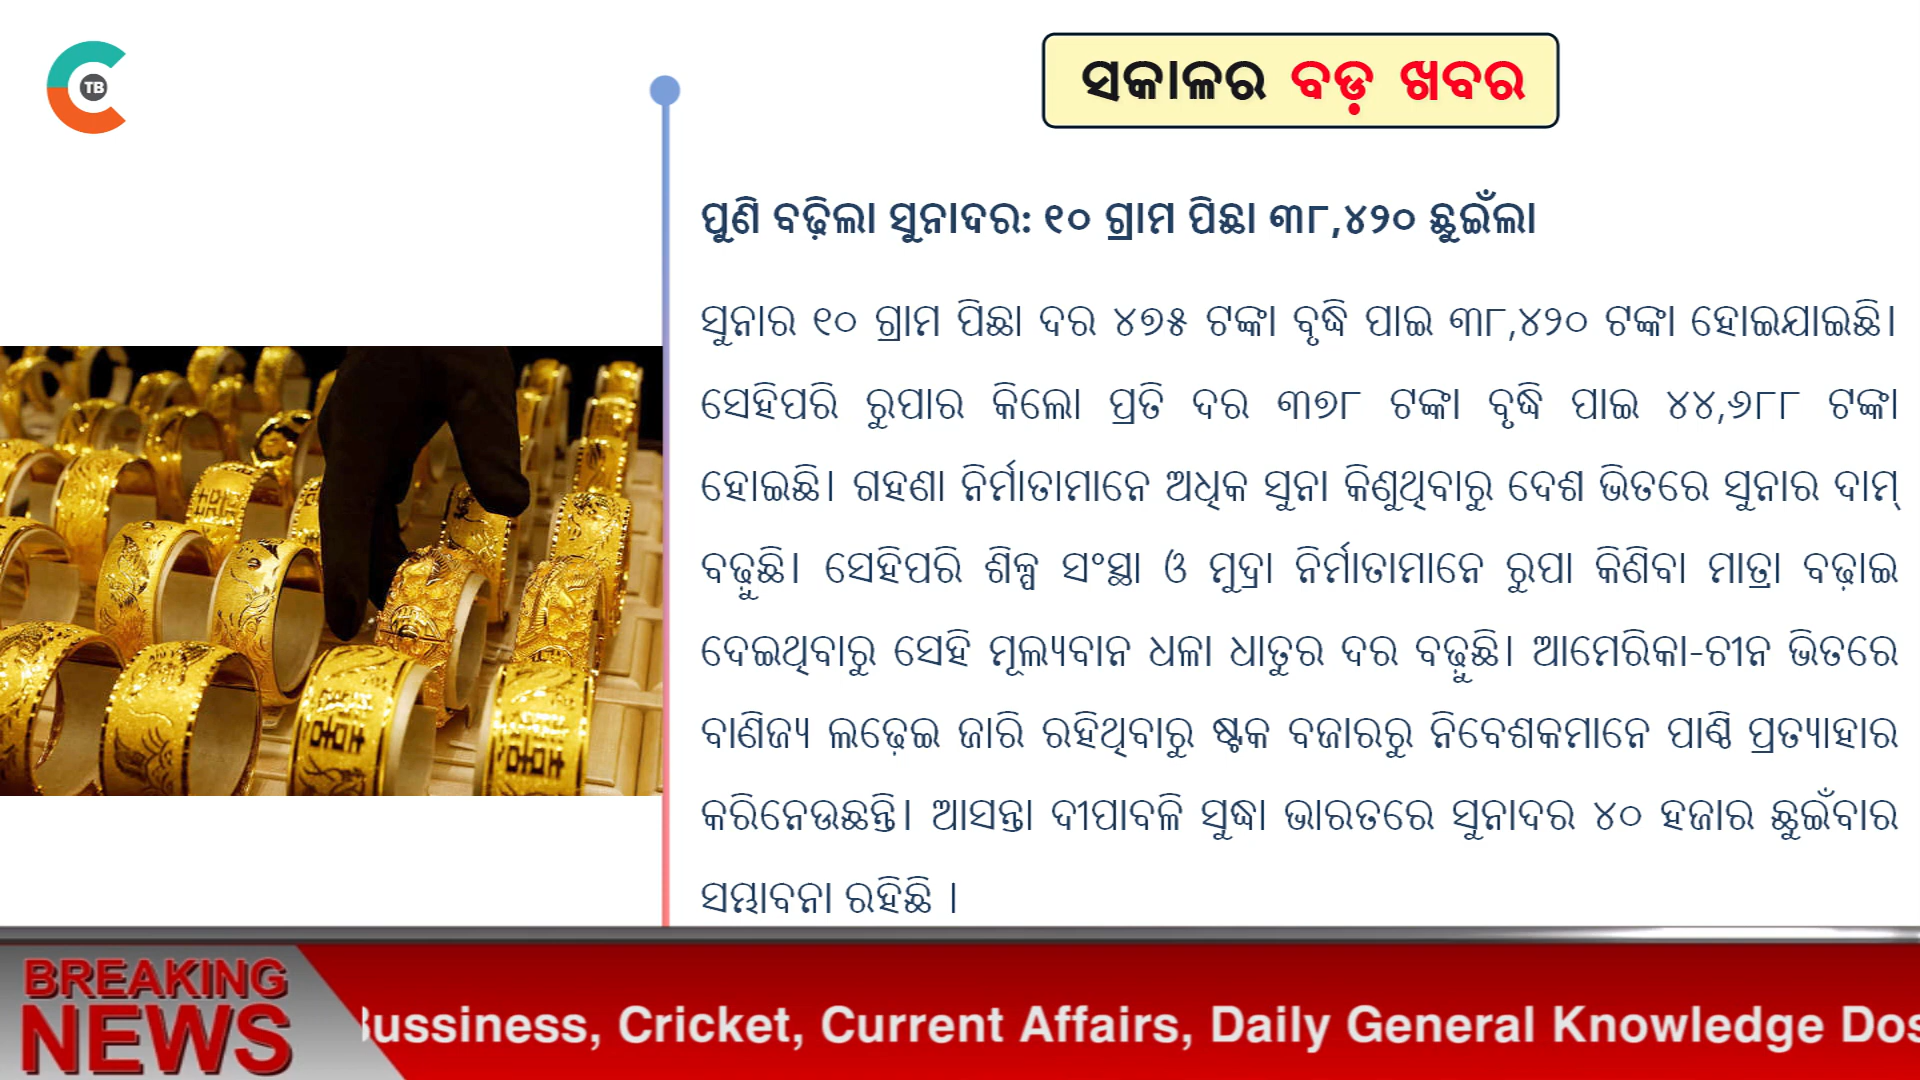 TB
ସକାଳର ବଡ଼ ଖବର
ପୁଣି ବଢ଼ିଲା ସୁନାଦର: ୧୦ ଗ୍ରାମ ପିଛା ୩୮,୪୨୦ ଛୁଇଁଲା
ସୁନାର ୧୦ ଗ୍ରାମ ପିଛା ଦର ୪୭୫ ଟଙ୍କା ବୃଦ୍ଧି ପାଇ ୩୮,୪୨୦ ଟଙ୍କା ହୋଇଯାଇଛି।
ସେହିପରି ରୁପାର କିଲୋ ପ୍ରତି ଦର ୩୭୮ ଟଙ୍କା ବୃଦ୍ଧି ପାଇ ୪୪,୬୮୮ ଟଙ୍କା
ହୋଇଛି। ଗହଣା ନିର୍ମାତାମାନେ ଅଧିକ ସୁନା କିଣୁଥିବାରୁ ଦେଶ ଭିତରେ ସୁନାର ଦାମ୍
ବଢ଼ୁଛି। ସେହିପରି ଶିଳ୍ପ ସଂସ୍ଥା ଓ ମୁଦ୍ରା ନିର୍ମାତାମାନେ ରୁପା କିଣିବା ମାତ୍ରା ବଢ଼ାଇ
ଦେଇଥିବାରୁ ସେହି ମୂଲ୍ୟବାନ ଧଳା ଧାତୁର ଦର ବଢ଼ୁଛି। ଆମେରିକା-ଚୀନ ଭିତରେ
ବାଣିଜ୍ୟ ଲଢ଼େଇ ଜାରି ରହିଥିବାରୁ ଷ୍ଟକ ବଜାରରୁ ନିବେଶକମାନେ ପାଣ୍ଠି ପ୍ରତ୍ୟାହାର
କରିନେଉଛନ୍ତି। ଆସନ୍ତା ଦୀପାବଳି ସୁଦ୍ଧା ଭାରତରେ ସୁନାଦର ୪୦ ହଜାର ଛୁଇଁବାର
ସମ୍ଭାବନା ରହିଛି ।
BREAKING
NEWS
Bussiness, Cricket, Current Affairs, Daily General Knowledge Dos